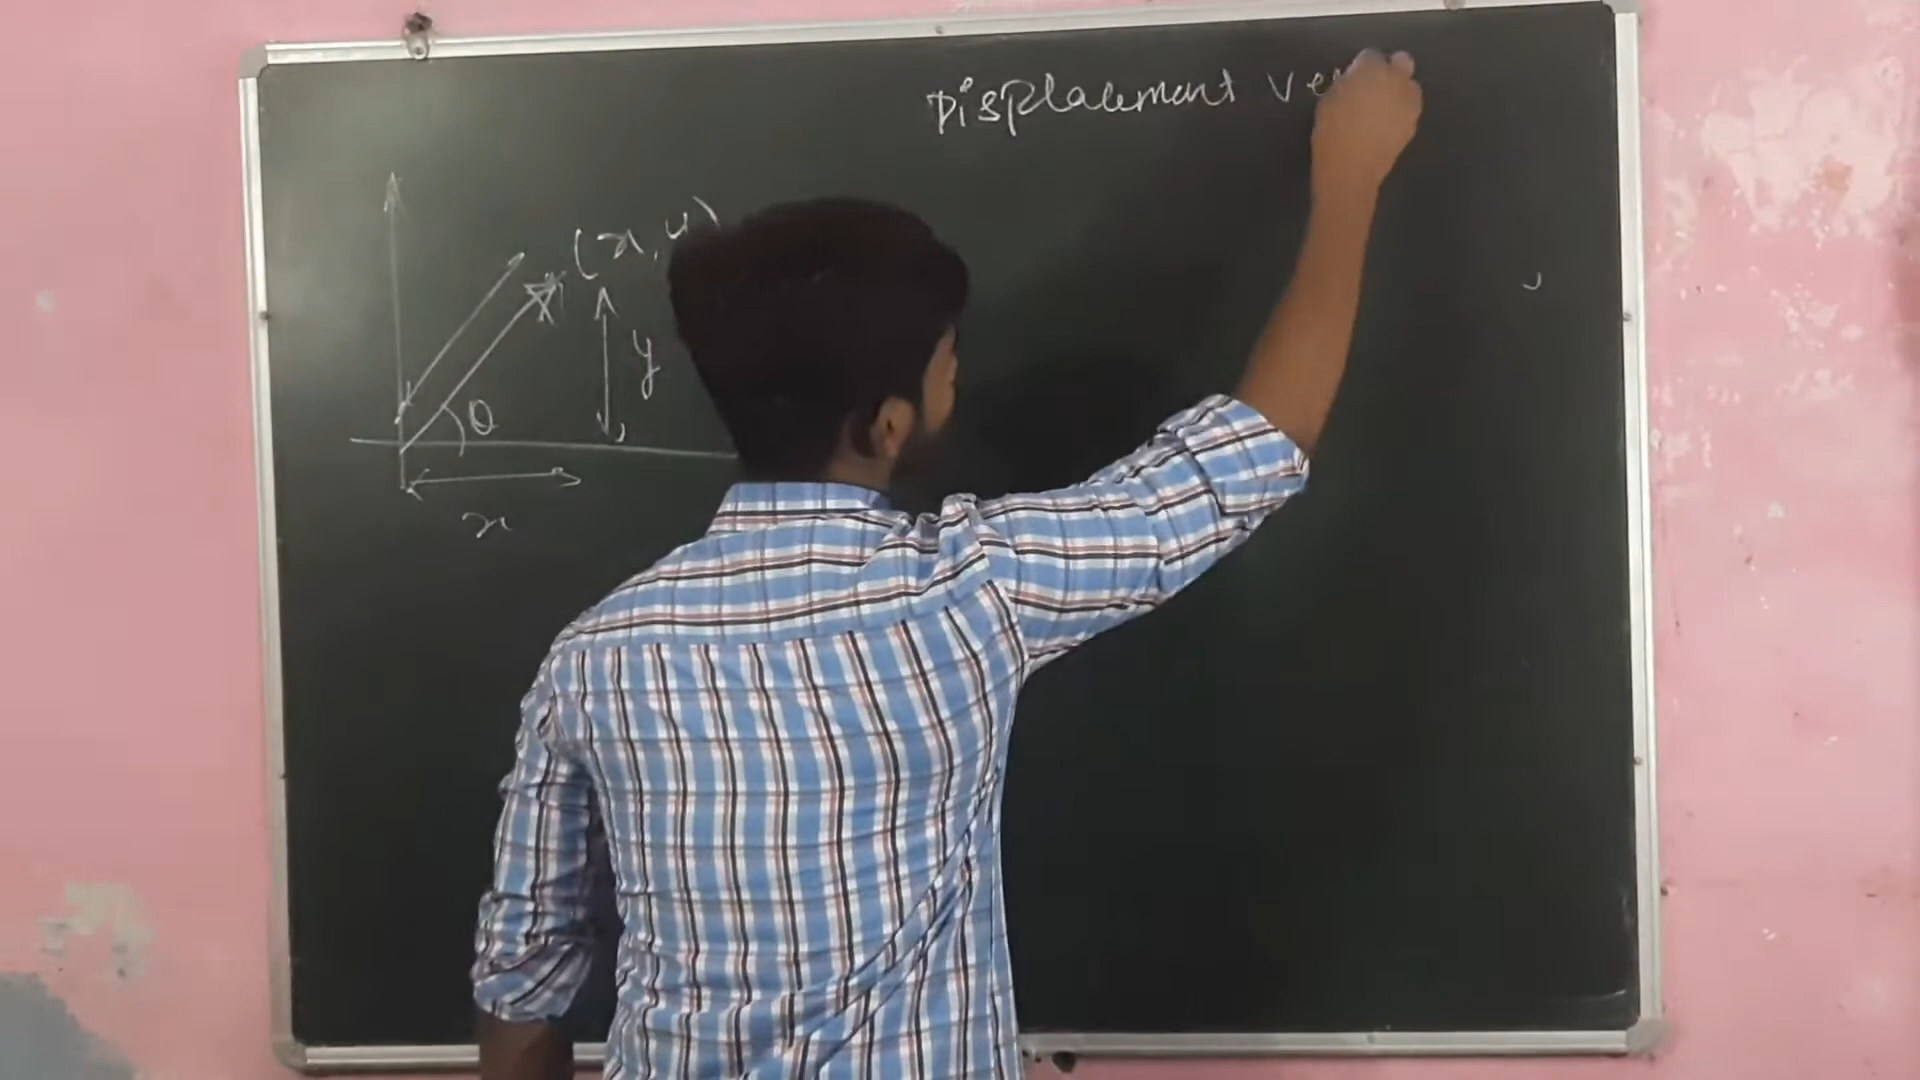 Displacement ve
(x, y)
y
θ
x